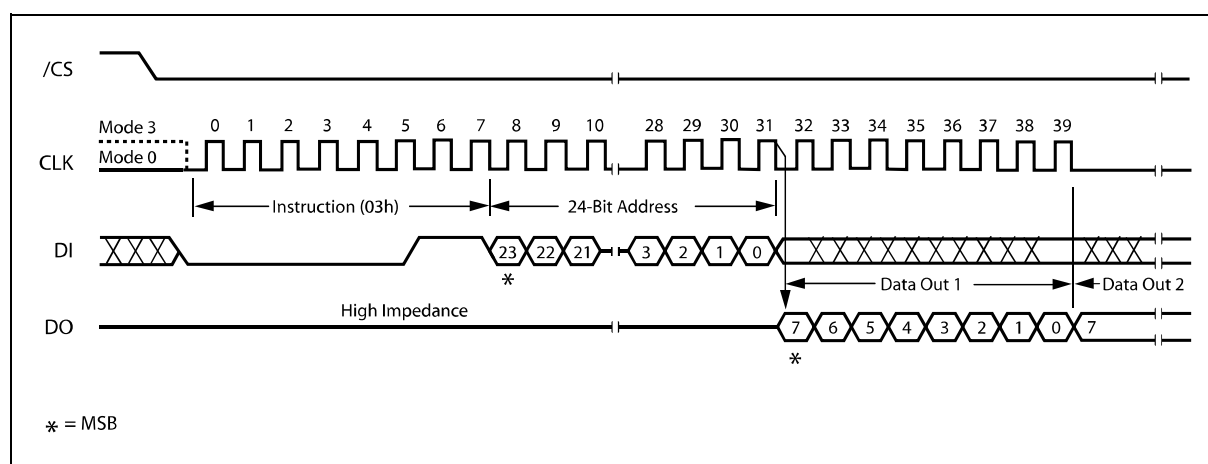 /CS
Mode 3
0 1 2 3 4 5 6 7 8 9 10 28 29 30 31 32 33 34 35 36 37 38 39
Mode 0
CLK
Instruction (03h) 24-Bit Address
DI 23 22 21 3 2 1 0
*
Data Out 1 Data Out 2
High Impedance
DO 7 6 5 4 3 2 1 0 7
*
* = MSB